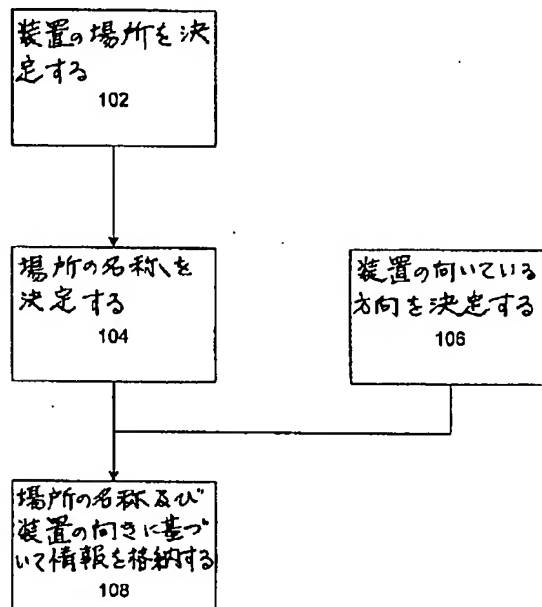 装置の場所を決
定する
102
場所の名称を
決定する
104
装置の向いている
方向を決定する
106
場所の名称及び
装置の向きに基づ
いて情報を格納する
108